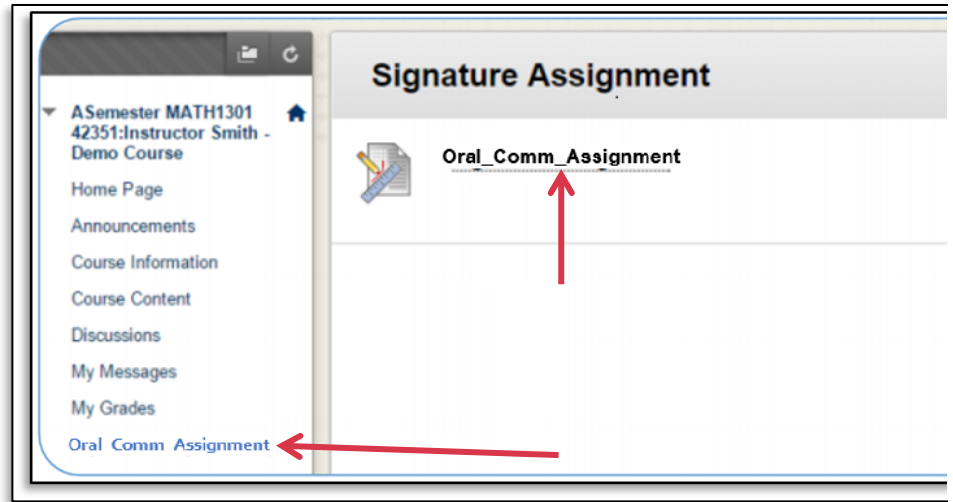 ASemester MATH1301
42351:Instructor Smith -
Demo Course
Home Page
Announcements
Course Information
Course Content
Discussions
My Messages
My Grades
Oral Comm Assignment
Signature Assignment
Oral_Comm_Assignment